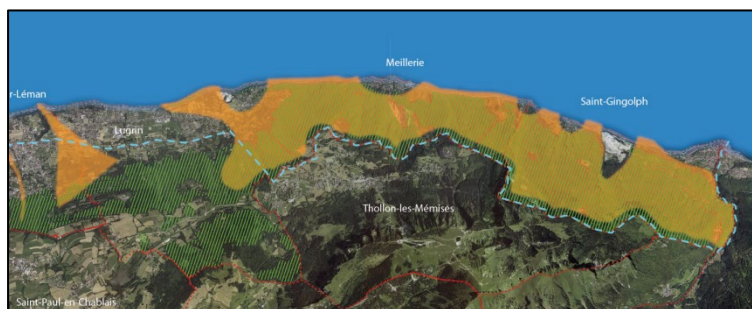 Meillerie
r-Léman
Saint-Gingolph
Lugrin
Thollon-les-Mémises
Saint-Paul-en-Chablais